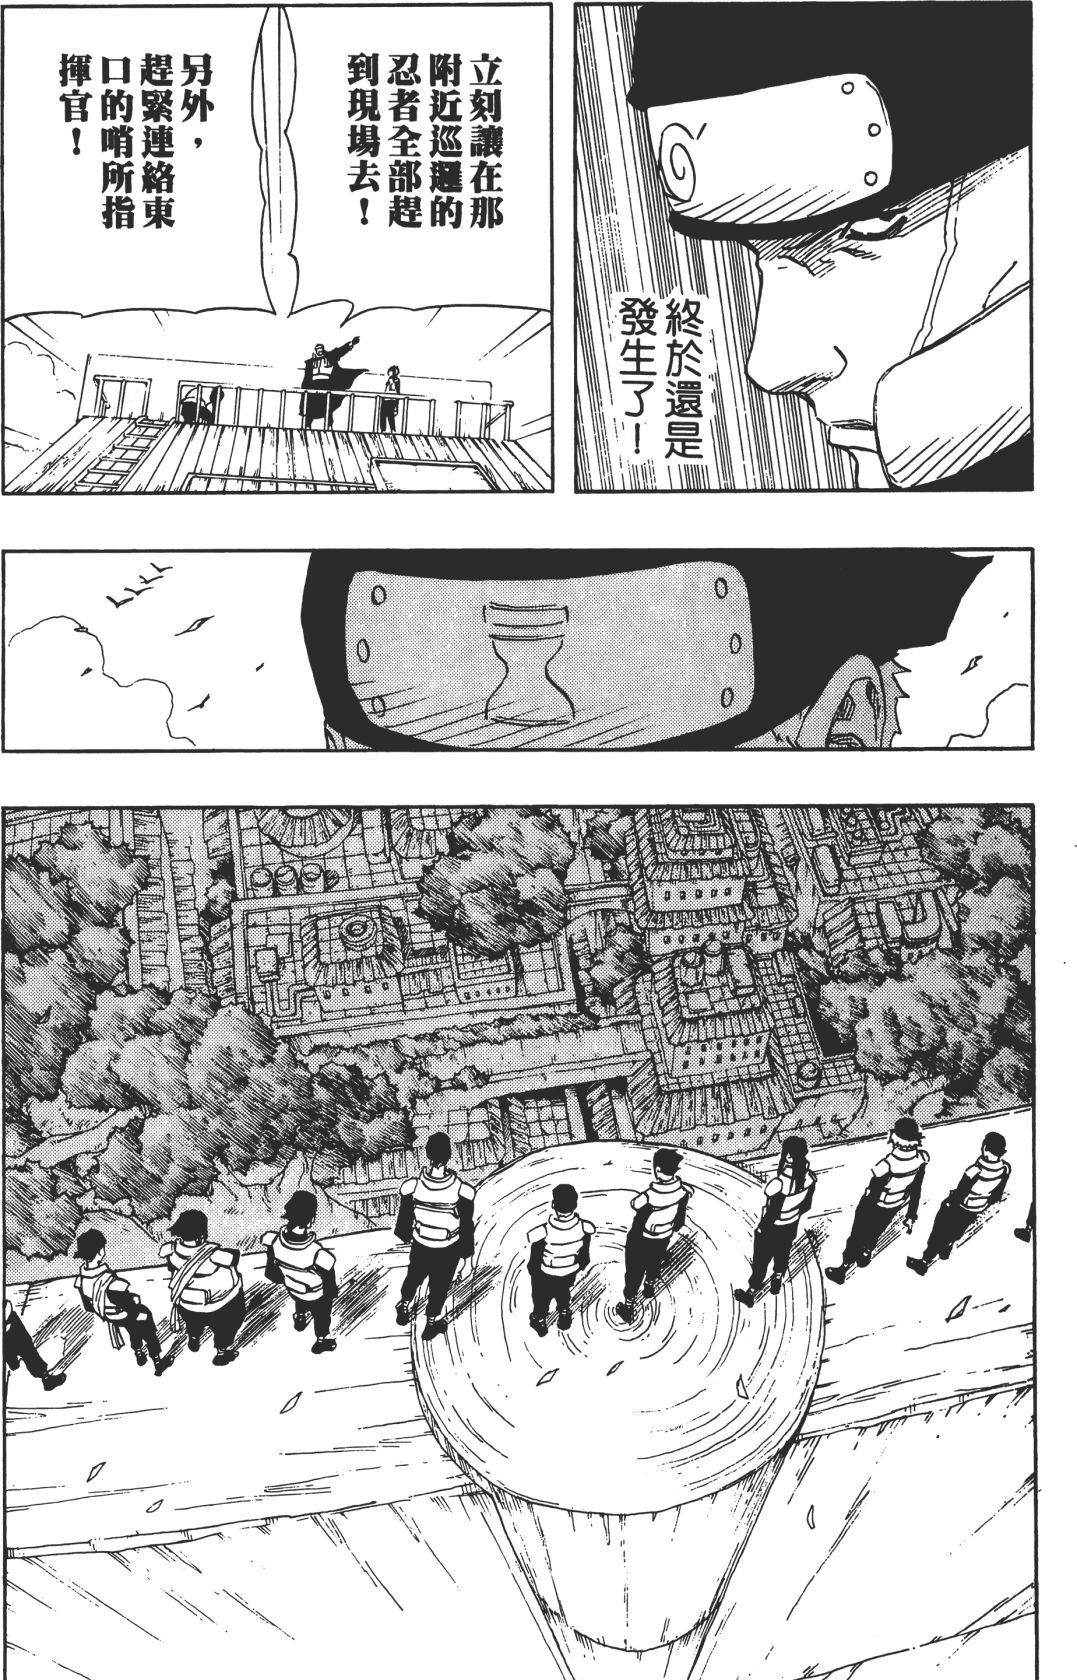 終於還是
發生了！
立刻讓在那
附近巡邏的
忍者全部趕
到現場去！
另外，
趕緊連絡東
口的哨所指
揮官！